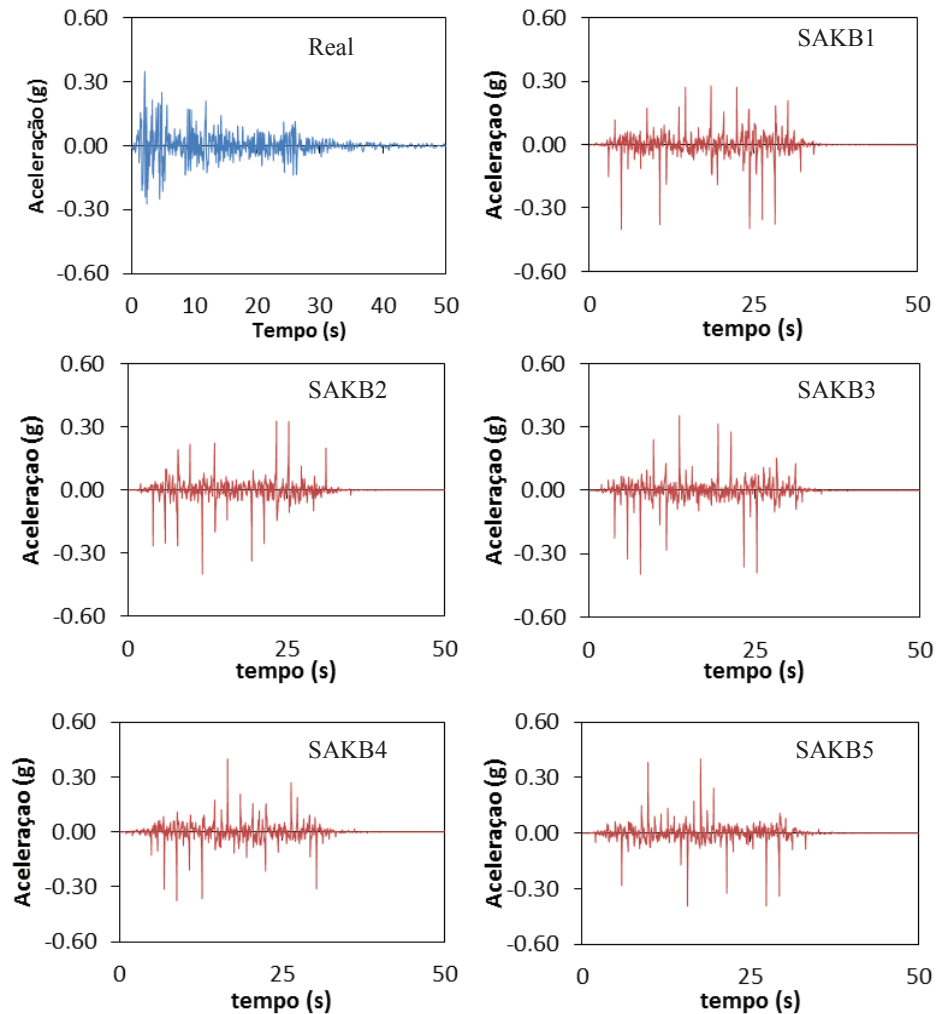 Real
Aceleração (g)
0.60
0.30
0.00
-0.30
-0.60
0 10 20 30 40 50
Tempo (s)
SAKB1
Aceleraçao (g)
0.60
0.30
0.00
-0.30
-0.60
0 25 50
tempo (s)
SAKB2
Aceleraçao (g)
0.60
0.30
0.00
-0.30
-0.60
0 25 50
tempo (s)
SAKB3
Aceleraçao (g)
0.60
0.30
0.00
-0.30
-0.60
0 25 50
tempo (s)
SAKB4
Aceleraçao (g)
0.60
0.30
0.00
-0.30
-0.60
0 25 50
tempo (s)
SAKB5
Aceleraçao (g)
0.60
0.30
0.00
-0.30
-0.60
0 25 50
tempo (s)